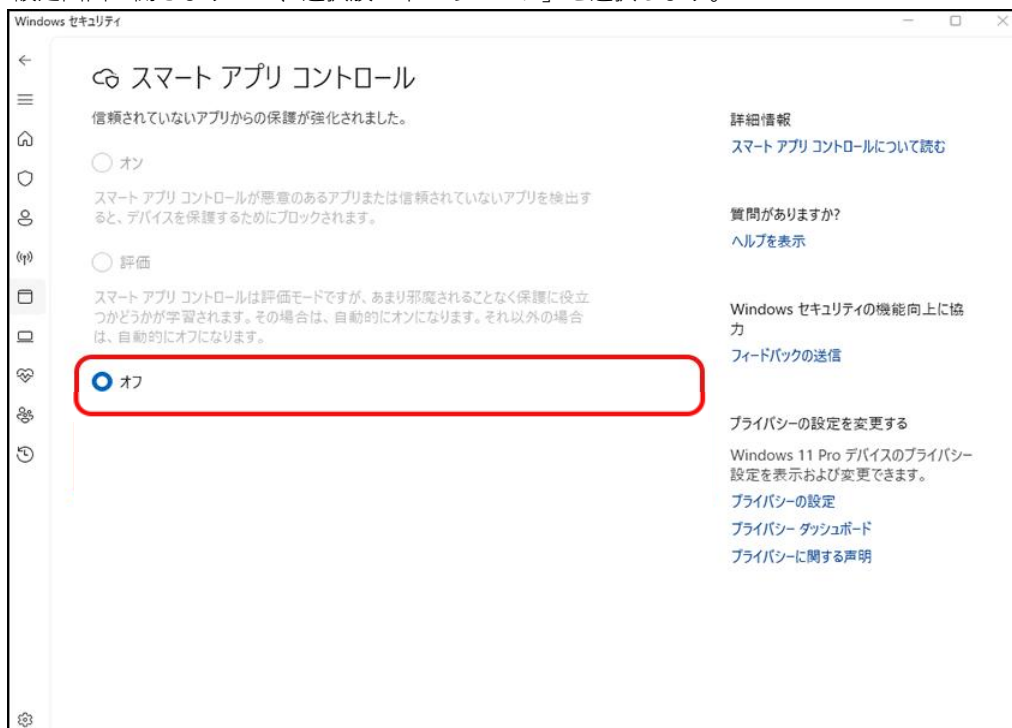 Windows セキュリティ
スマート アプリ コントロール
信頼されていないアプリからの保護が強化されました。
オン
スマート アプリ コントロールが悪意のあるアプリまたは信頼されていないアプリを検出す
ると、デバイスを保護するためにブロックされます。
評価
スマート アプリ コントロールは評価モードですが、あまり邪魔されることなく保護に役立
つかどうかが学習されます。その場合は、自動的にオンになります。それ以外の場合
は、自動的にオフになります。
オフ
詳細情報
スマート アプリ コントロールについて読む
質問がありますか?
ヘルプを表示
Windows セキュリティの機能向上に協
力
フィードバックの送信
プライバシーの設定を変更する
Windows 11 Pro デバイスのプライバシー
設定を表示および変更できます。
プライバシーの設定
プライバシー ダッシュボード
プライバシーに関する声明